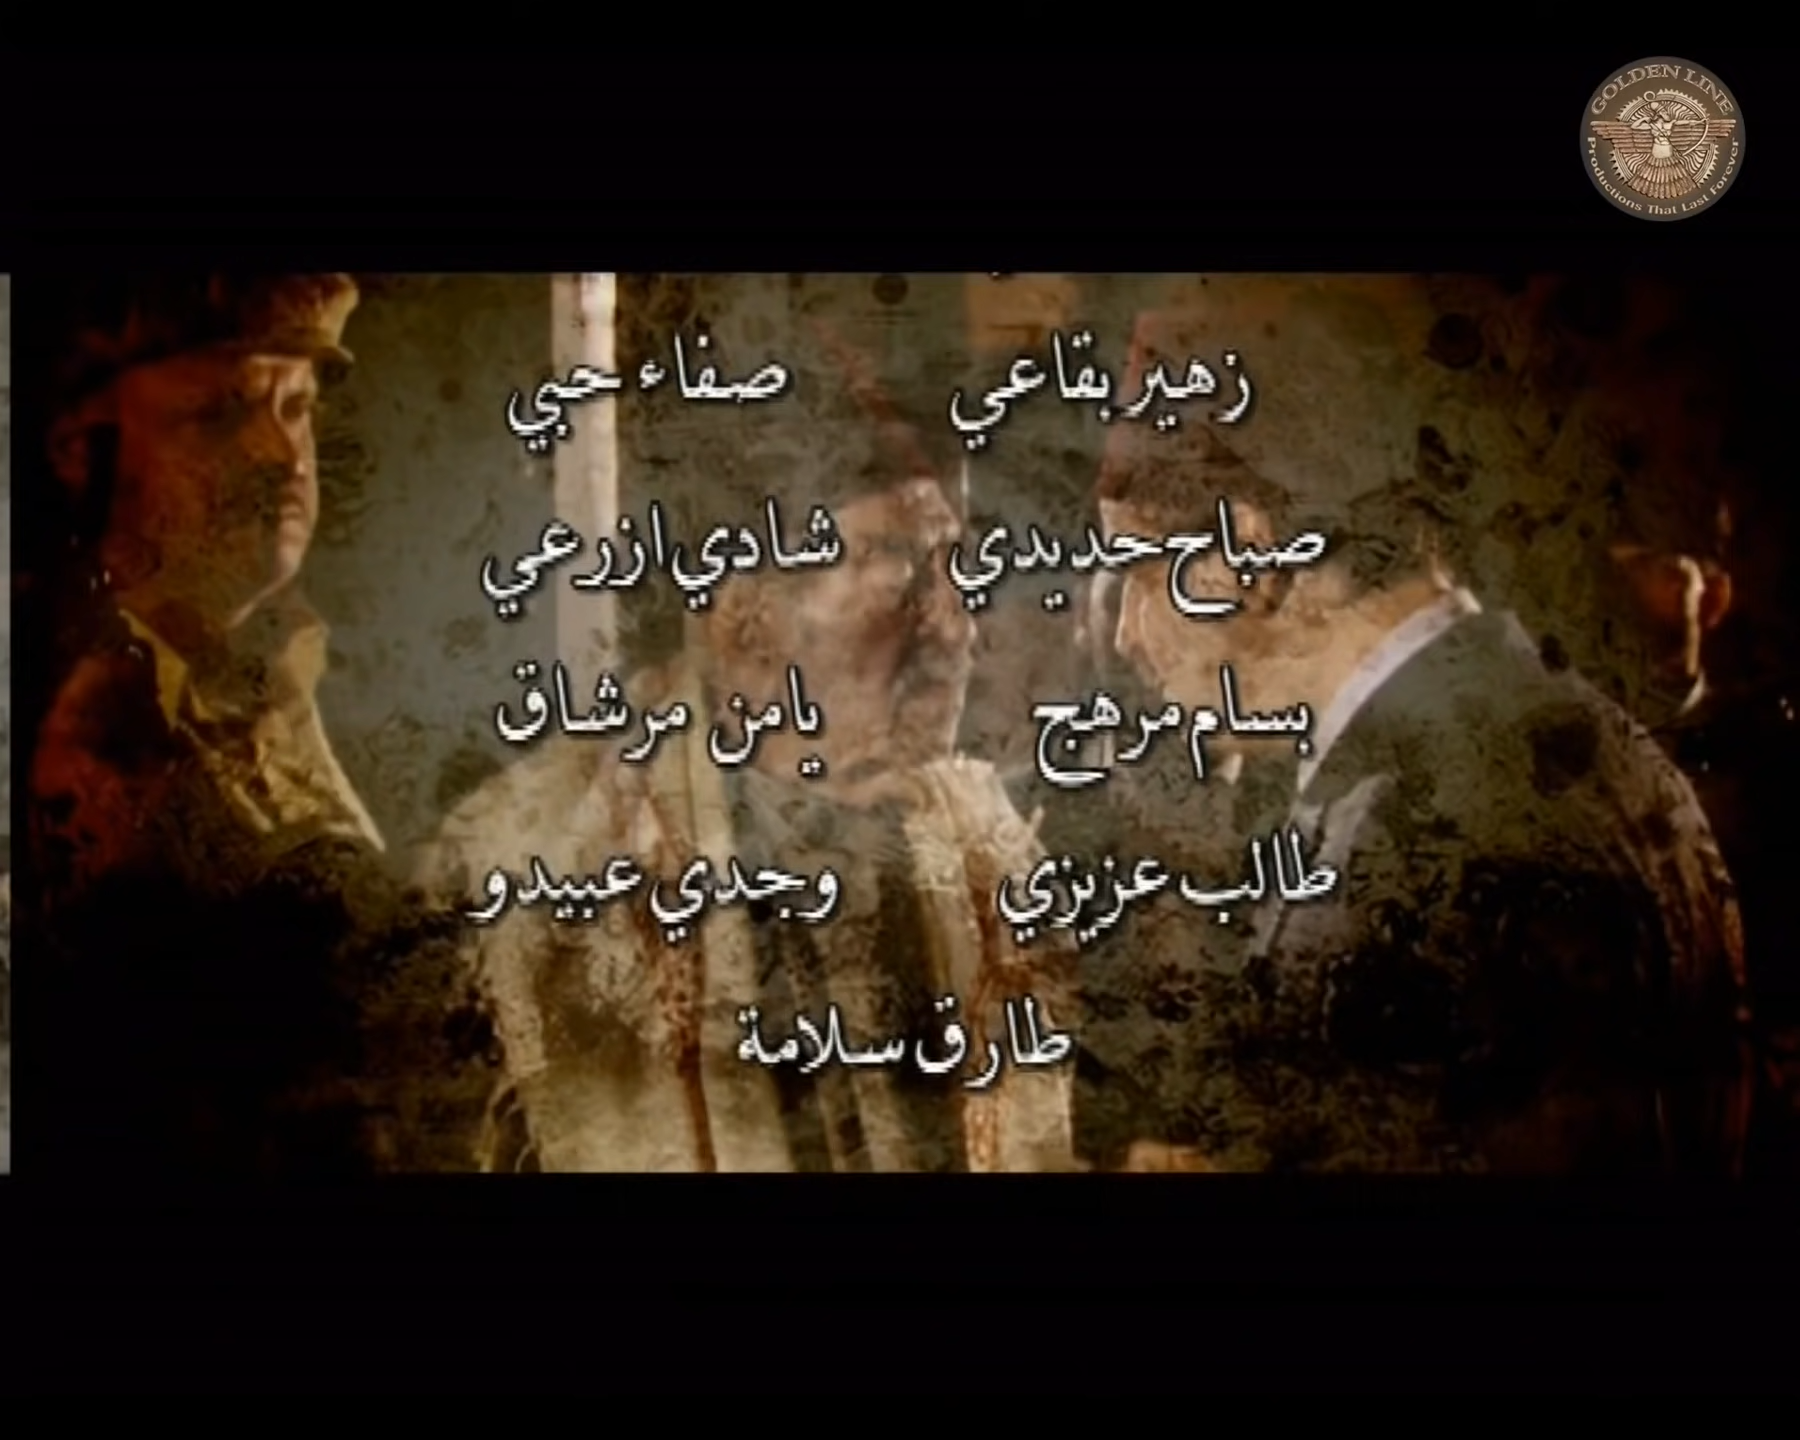 GOLDEN LINE
Productions That Last Forever
زهير بقاعي صفاء حبي
صباح حديدي شادي ازرعي
بسام مرهج يامن مرشاق
طالب عزيزي وجدي عبيدو
طارق سلامة